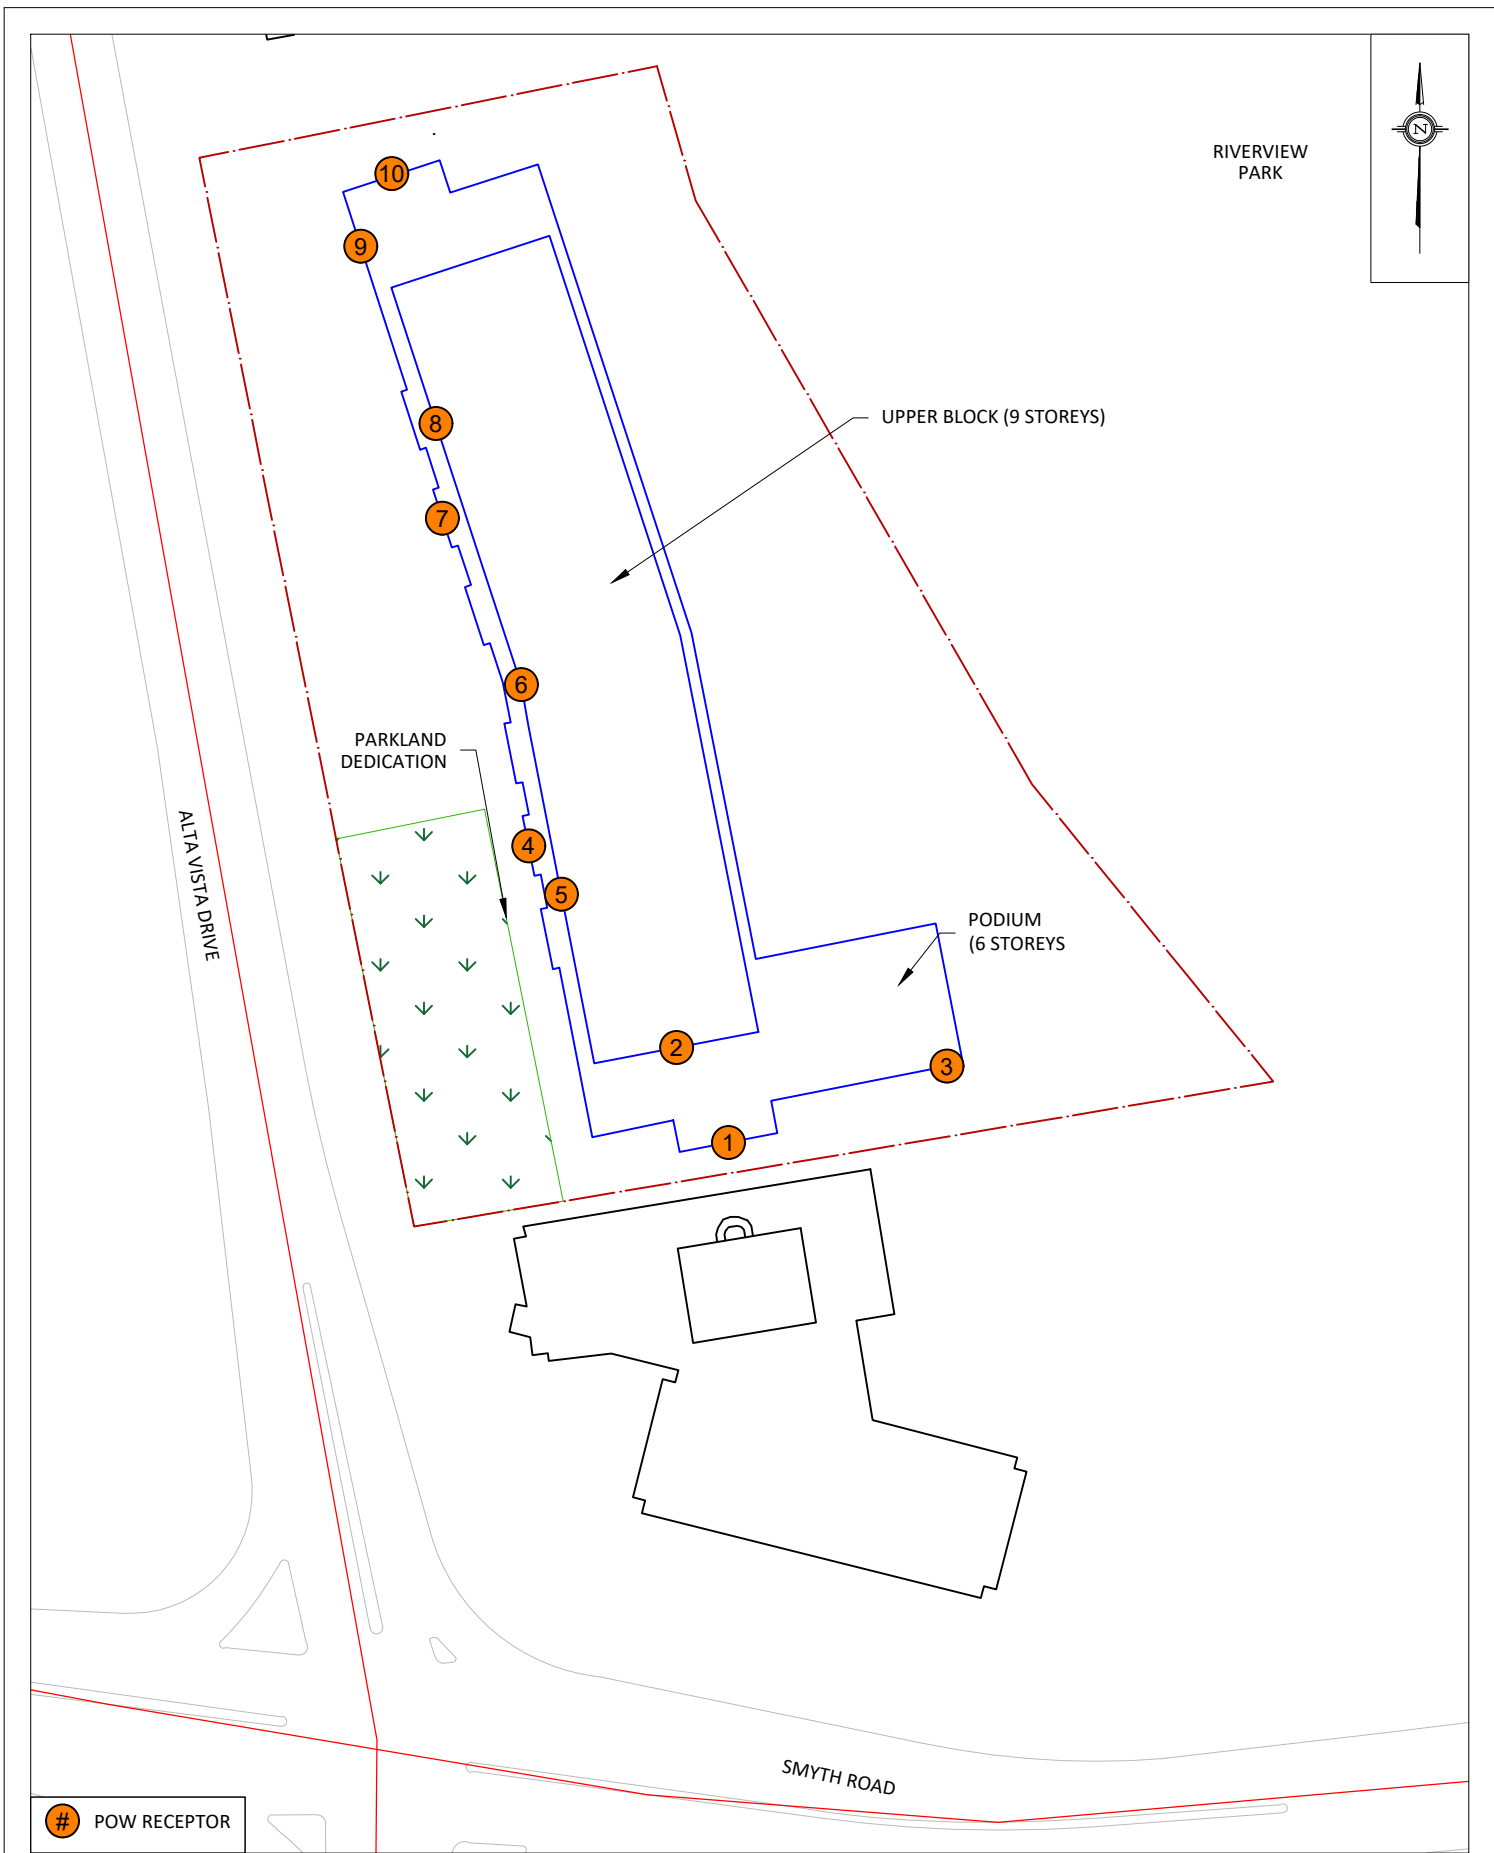 N
RIVERVIEW
PARK
10
9
8
UPPER BLOCK (9 STOREYS)
7
6
PARKLAND
DEDICATION
ALTA VISTA DRIVE
4
5
PODIUM
(6 STOREYS
2
3
1
SMYTH ROAD
# POW RECEPTOR